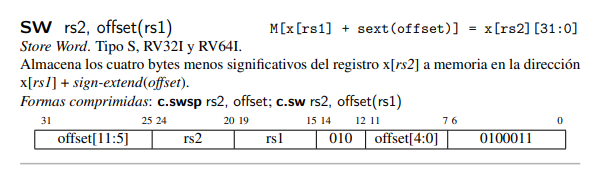 SW rs2, offset(rs1) M[x[rs1] + sext(offset)] = x[rs2][31:0]
Store Word. Tipo S, RV32I y RV64I.
Almacena los cuatro bytes menos significativos del registro x[rs2] a memoria en la dirección
x[rs1] + sign-extend(offset).
Formas comprimidas: c.swsp rs2, offset; c.sw rs2, offset(rs1)
31 25 24 20 19 15 14 12 11 7 6 0
offset[11:5] rs2 rs1 010 offset[4:0] 0100011